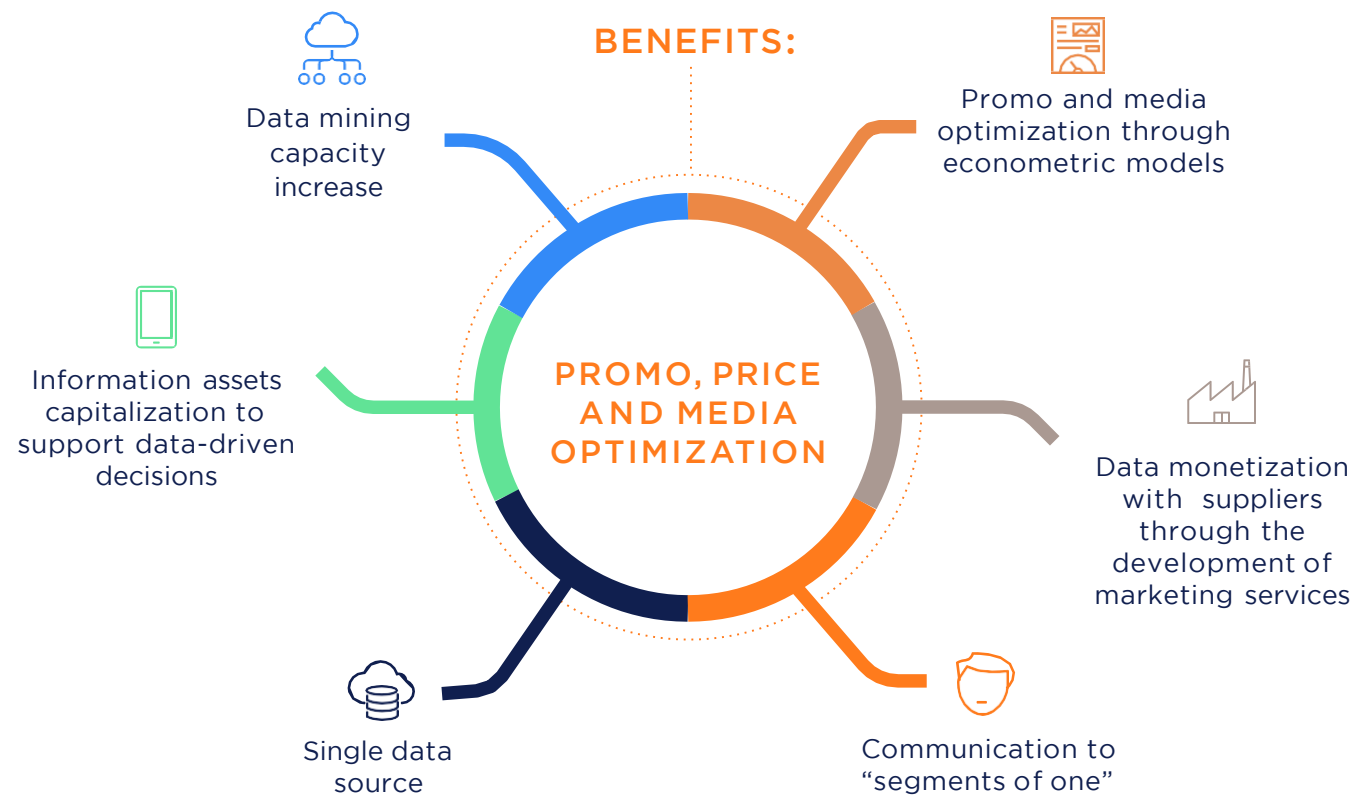 BENEFITS:
Data mining
capacity
increase
Promo and media
optimization through
econometric models
Information assets
capitalization to
support data-driven
decisions
PROMO, PRICE
AND MEDIA
OPTIMIZATION
Data monetization
with suppliers
through the
development of
marketing services
Single data
source
Communication to
“segments of one”